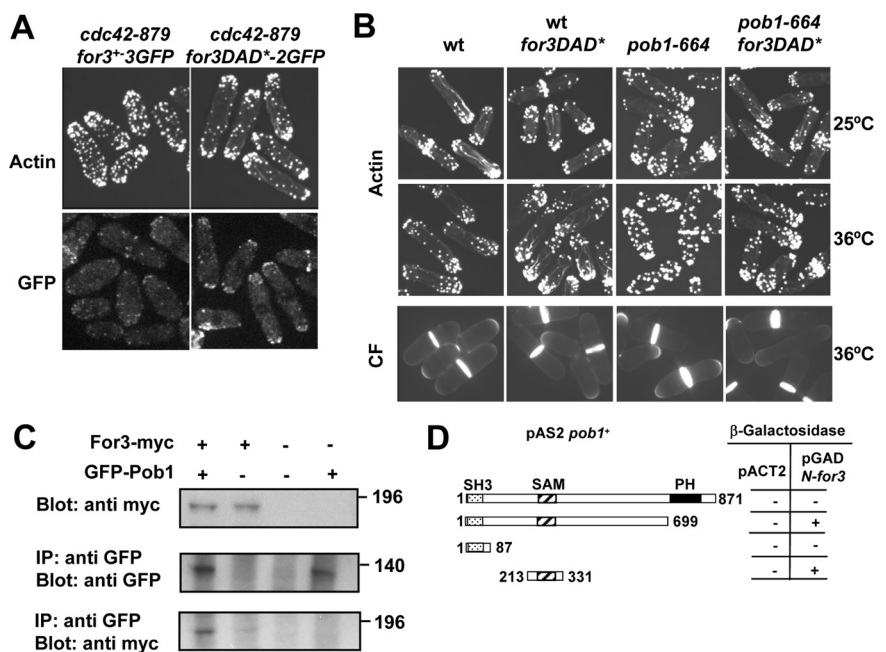 A
cdc42-879 for3+-3GFP
cdc42-879 for3DAD*-2GFP
Actin
GFP
B
wt
wt for3DAD*
pob1-664
pob1-664 for3DAD*
Actin
25ºC
36ºC
CF
36ºC
C
For3-myc + + - -
GFP-Pob1 + - - +
Blot: anti myc
196
IP: anti GFP
Blot: anti GFP
140
IP: anti GFP
Blot: anti myc
196
D
pAS2 pob1+
β-Galactosidase
pACT2
pGAD N-for3
SH3 SAM PH
1 871 - -
1 699 - +
1 87 - -
213 331 - +